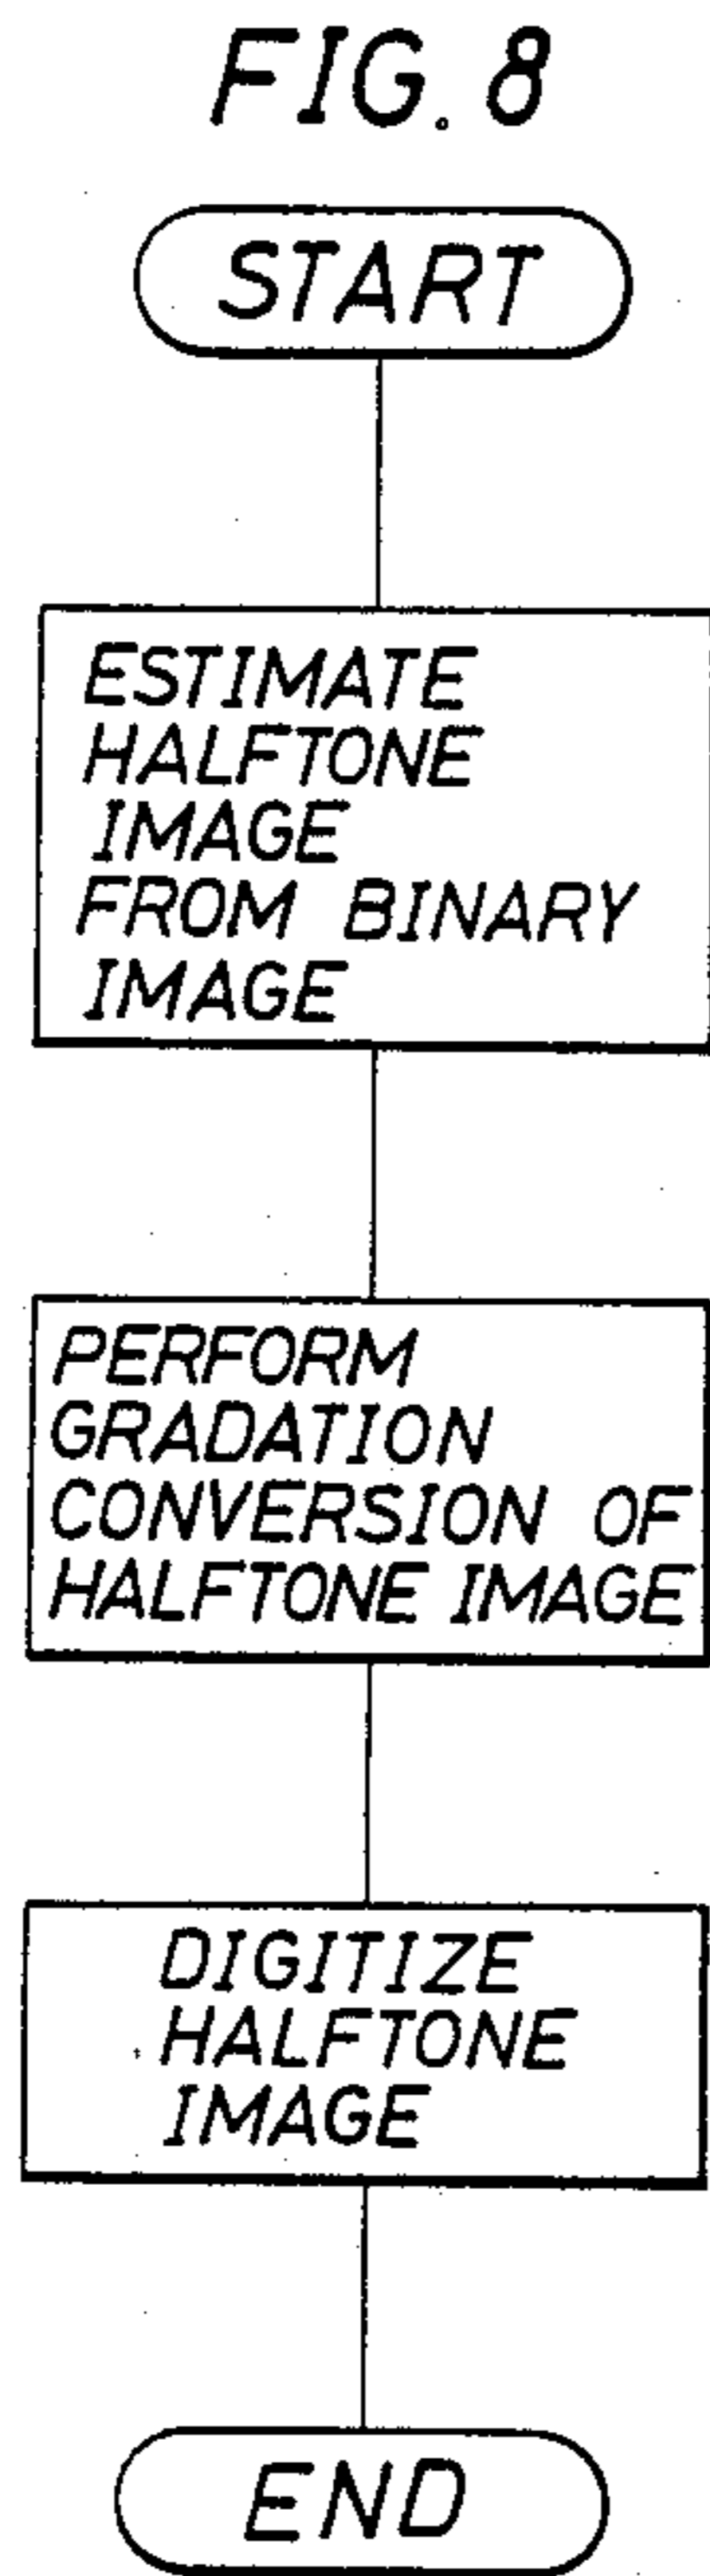 FIG. 8
START
ESTIMATE
HALFTONE
IMAGE
FROM BINARY
IMAGE
PERFORM
GRADATION
CONVERSION OF
HALFTONE IMAGE
DIGITIZE
HALFTONE
IMAGE
END